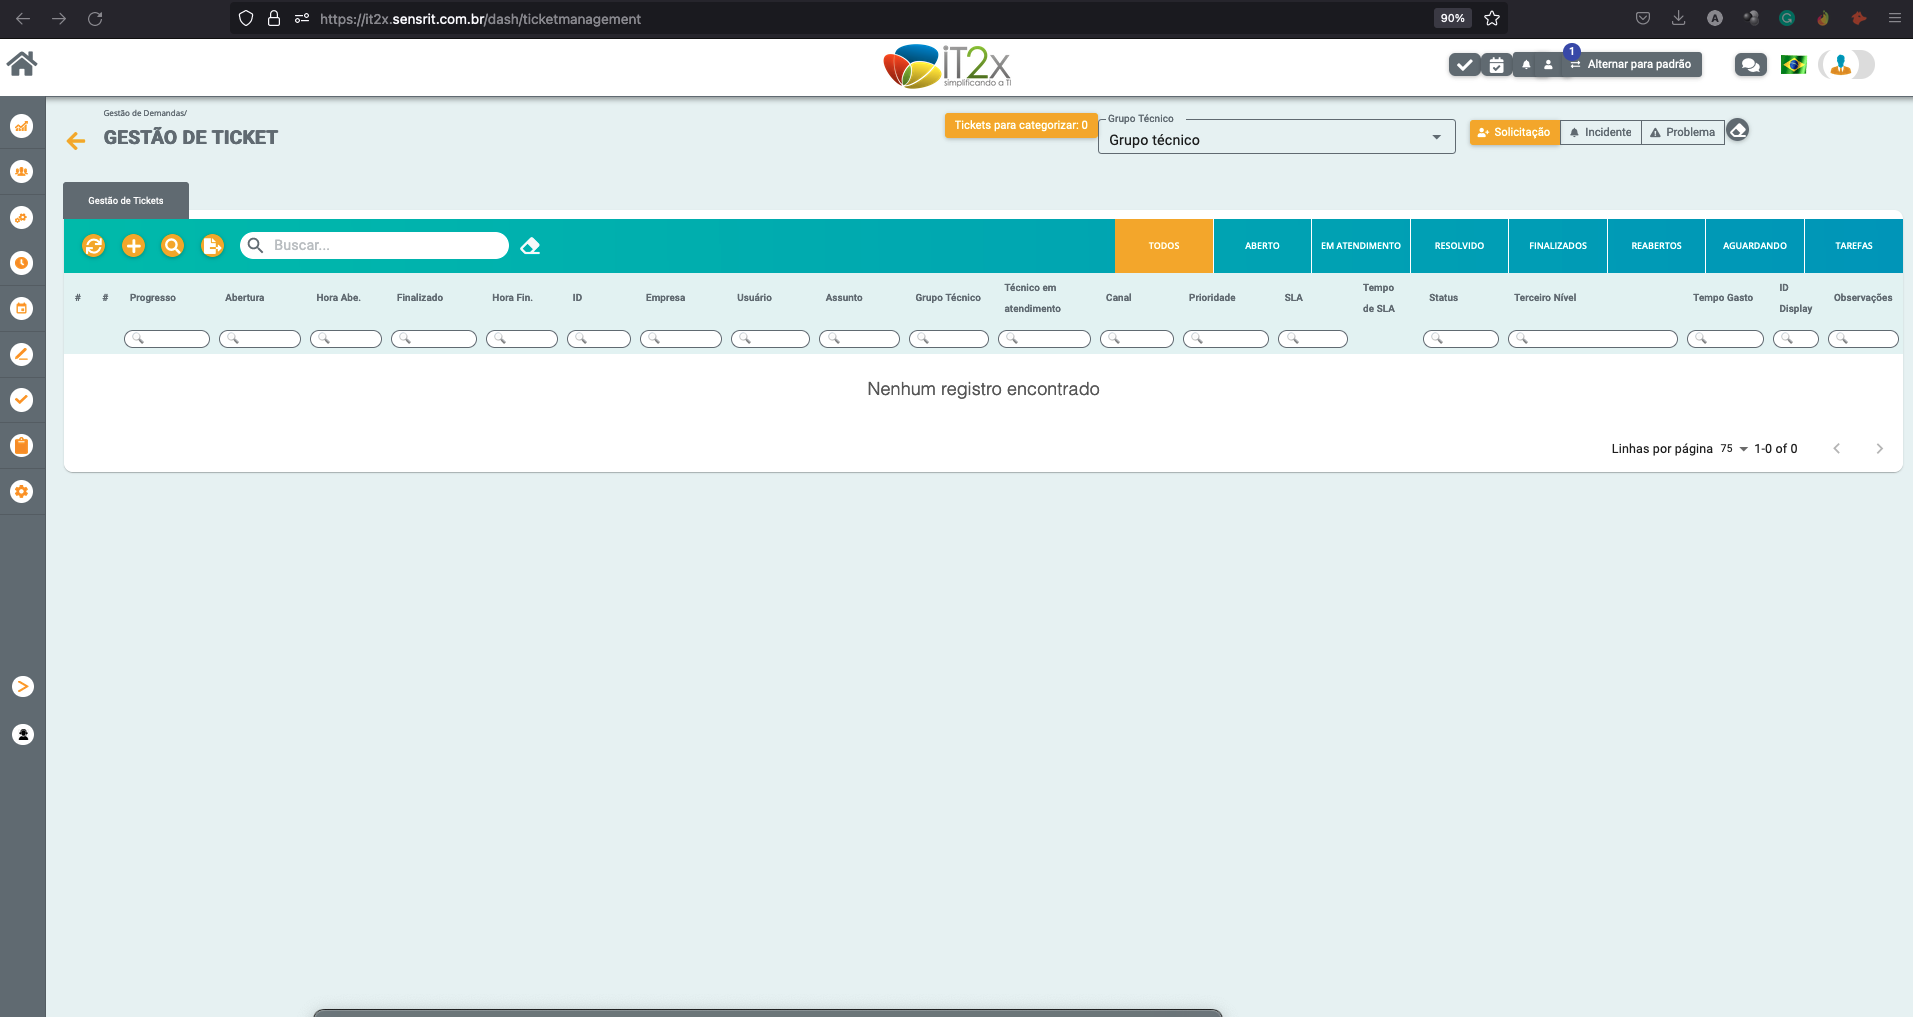 https://it2x.sensrit.com.br/dash/ticketmanagement
90%
iT2x
simplificando a TI
1
Alternar para padrão
Gestão de Demandas/
GESTÃO DE TICKET
Tickets para categorizar: 0
Grupo Técnico
Grupo técnico
Solicitação
Incidente
Problema
Gestão de Tickets
Buscar...
TODOS
ABERTO
EM ATENDIMENTO
RESOLVIDO
FINALIZADOS
REABERTOS
AGUARDANDO
TAREFAS
#
#
Progresso
Abertura
Hora Abe.
Finalizado
Hora Fin.
ID
Empresa
Usuário
Assunto
Grupo Técnico
Técnico em
atendimento
Canal
Prioridade
SLA
Tempo
de SLA
Status
Terceiro Nível
Tempo Gasto
ID
Display
Observações
Nenhum registro encontrado
Linhas por página 75 1-0 of 0